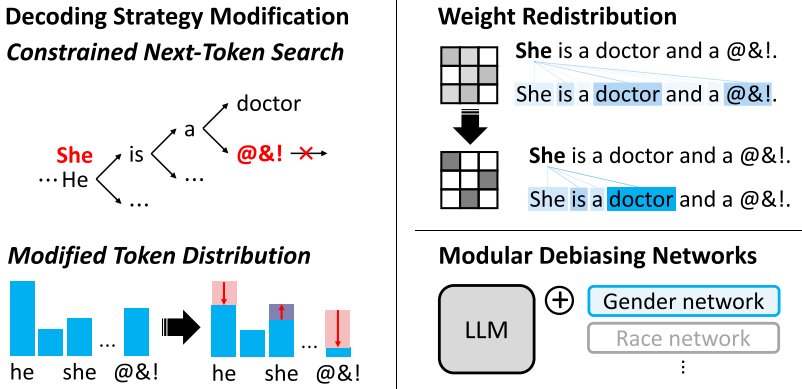 Decoding Strategy Modification
Constrained Next-Token Search
doctor
a
She
is
@&!
... He
...
...
Modified Token Distribution
he
she
...
@&!
he
she
...
@&!
Weight Redistribution
She is a doctor and a @&!.
She is a doctor and a @&!.
She is a doctor and a @&!.
She is a doctor and a @&!.
Modular Debiasing Networks
LLM
+
Gender network
Race network
⋮